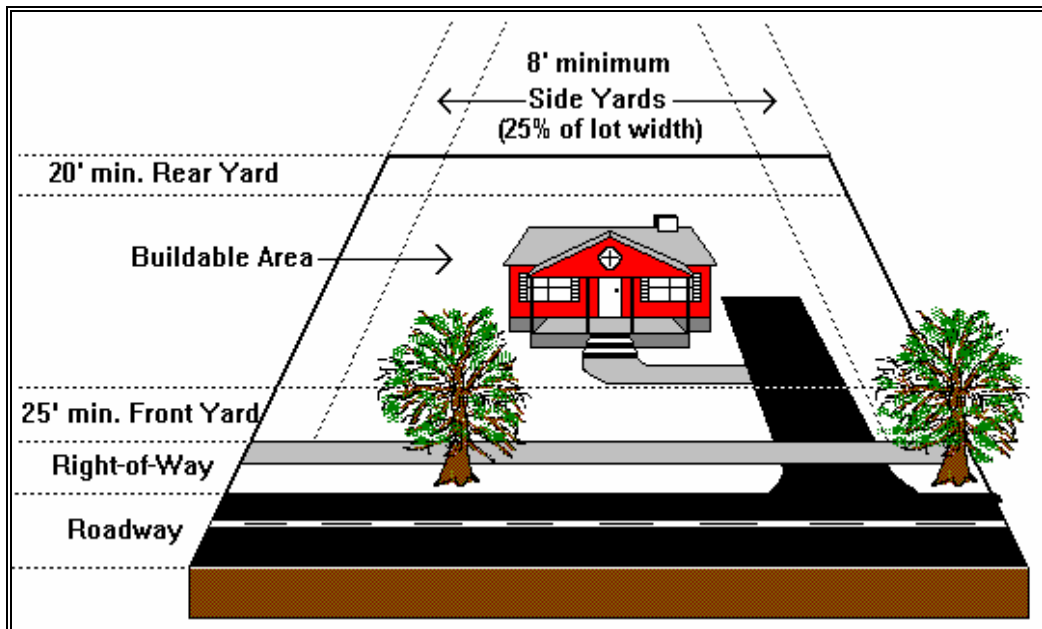 8' minimum
Side Yards
(25% of lot width)
20' min. Rear Yard
Buildable Area
25' min. Front Yard
Right-of-Way
Roadway